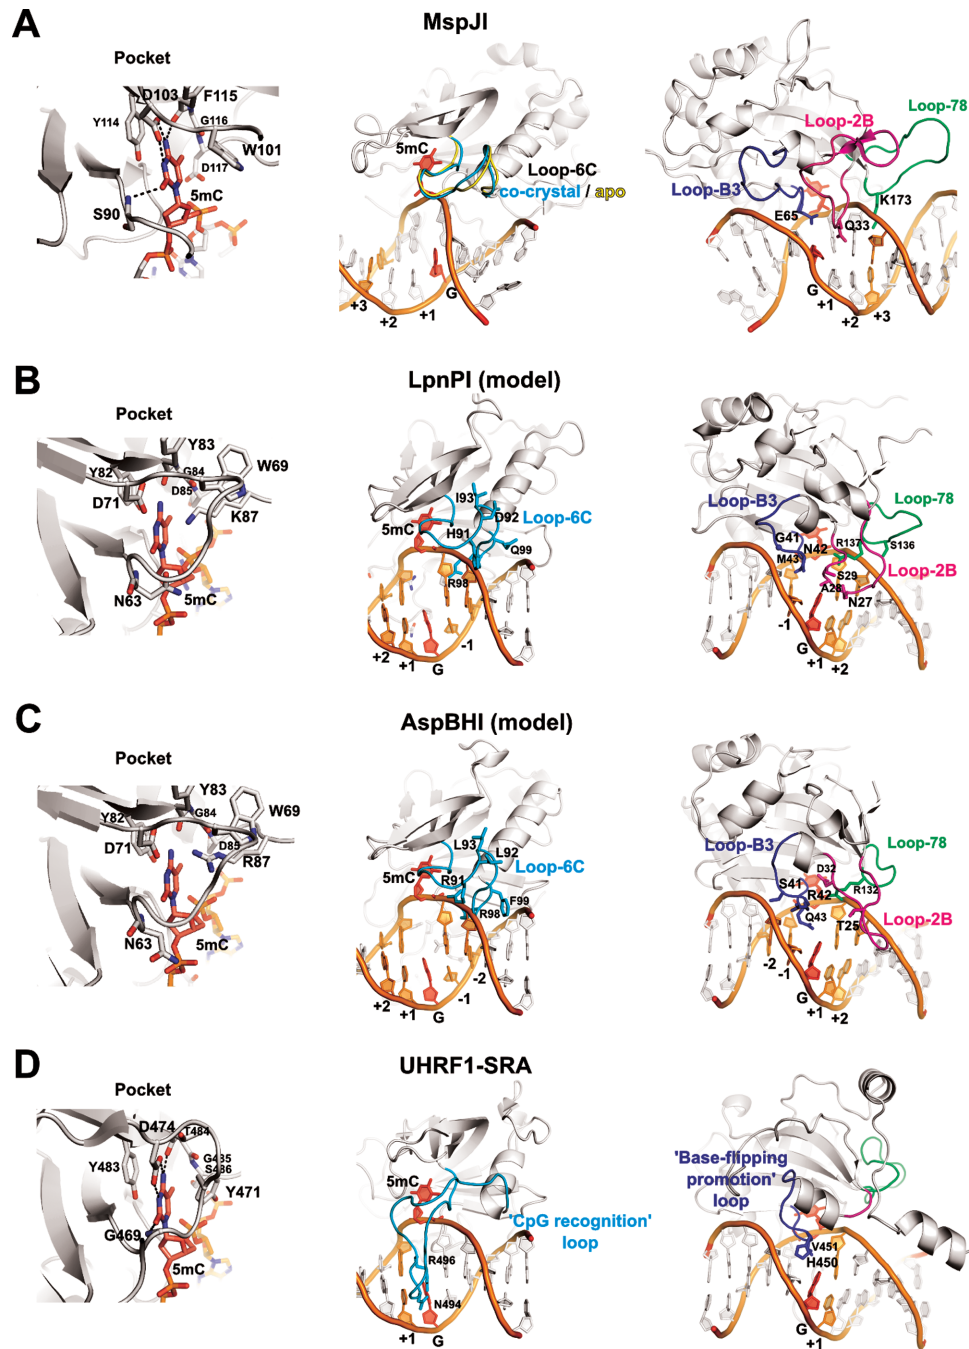 A
MspJI
Pocket
D103
F115
Y114
G116
W101
D117
5mC
S90
5mC
Loop-6C
co-crystal / apo
G
+1
+2
+3
Loop-78
Loop-2B
Loop-B3
K173
E65
Q33
G
+1
+2
+3
B
LpnPI (model)
Pocket
Y83
W69
Y82
G84
D71
D85
K87
N63
5mC
I93
D92
Loop-6C
5mC
H91
Q99
R98
-1
+2
+1
G
Loop-B3
Loop-78
G41
N42
R137
S136
M43
Loop-2B
S29
A28
N27
-1
G
+1
+2
C
AspBHI (model)
Pocket
Y83
W69
Y82
G84
D71
D85
R87
N63
5mC
L93
L92
Loop-6C
5mC
R91
F99
R98
-2
-1
+2
+1
G
Loop-B3
Loop-78
D32
S41
R42
R132
Q43
T25
Loop-2B
-2
-1
G
+1
+2
D
UHRF1-SRA
Pocket
D474
T484
Y483
G485
S486
Y471
G469
5mC
5mC
'CpG recognition'
loop
R496
N494
+1
G
'Base-flipping
promotion'
loop
V451
H450
G
+1